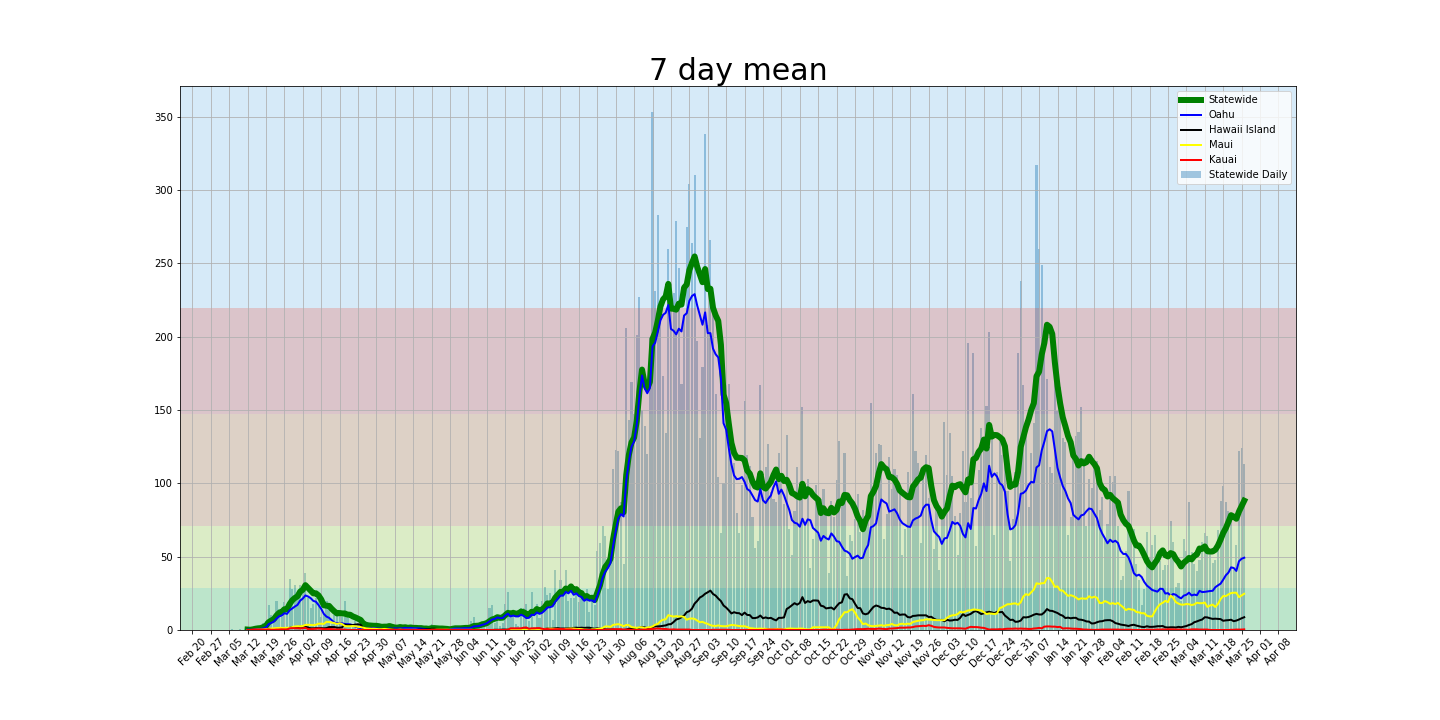 7 day mean
Statewide
Oahu
Hawaii Island
Maui
Kauai
Statewide Daily
350
300
250
200
150
100
50
0
Feb 20
Feb 27
Mar 05
Mar 12
Mar 19
Mar 26
Apr 02
Apr 09
Apr 16
Apr 23
Apr 30
May 07
May 14
May 21
May 28
Jun 04
Jun 11
Jun 18
Jun 25
Jul 02
Jul 09
Jul 16
Jul 23
Jul 30
Aug 06
Aug 13
Aug 20
Aug 27
Sep 03
Sep 10
Sep 17
Sep 24
Oct 01
Oct 08
Oct 15
Oct 22
Oct 29
Nov 05
Nov 12
Nov 19
Nov 26
Dec 03
Dec 10
Dec 17
Dec 24
Dec 31
Jan 07
Jan 14
Jan 21
Jan 28
Feb 04
Feb 11
Feb 18
Feb 25
Mar 04
Mar 11
Mar 18
Mar 25
Apr 01
Apr 08